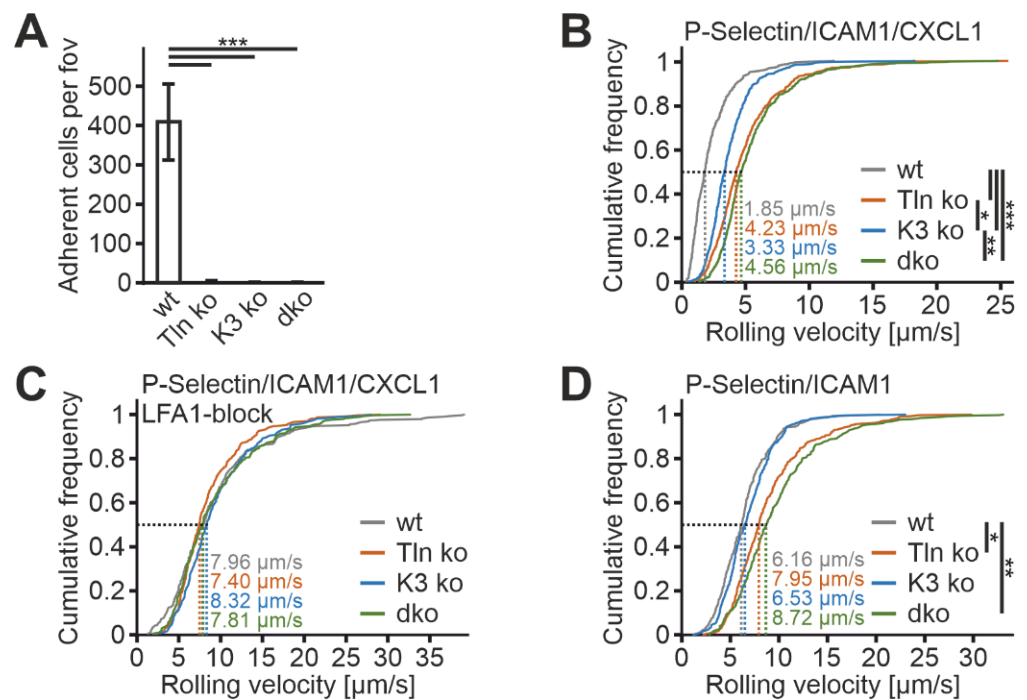 A
Adherent cells per fov
500
400
300
200
100
0
***
wt
Tln ko
K3 ko
dko
B
P-Selectin/ICAM1/CXCL1
Cumulative frequency
1
0.8
0.6
0.4
0.2
0
wt
Tln ko
K3 ko
dko
1.85 µm/s
4.23 µm/s
3.33 µm/s
4.56 µm/s
*
**
***
0 5 10 15 20 25
Rolling velocity [µm/s]
C
P-Selectin/ICAM1/CXCL1
LFA1-block
Cumulative frequency
1
0.8
0.6
0.4
0.2
0
wt
Tln ko
K3 ko
dko
7.96 µm/s
7.40 µm/s
8.32 µm/s
7.81 µm/s
0 5 10 15 20 25 30 35
Rolling velocity [µm/s]
D
P-Selectin/ICAM1
Cumulative frequency
1
0.8
0.6
0.4
0.2
0
wt
Tln ko
K3 ko
dko
6.16 µm/s
7.95 µm/s
6.53 µm/s
8.72 µm/s
*
**
0 5 10 15 20 25 30
Rolling velocity [µm/s]